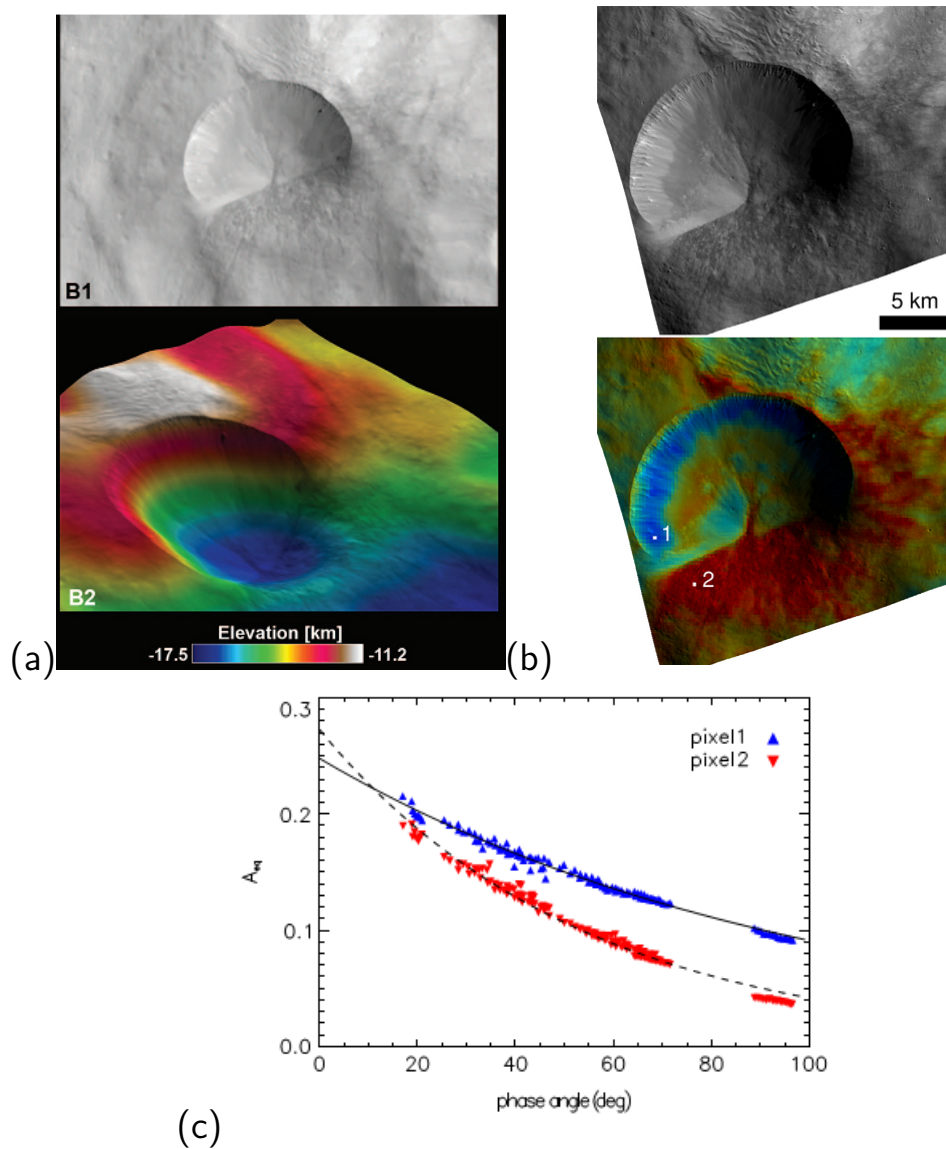 B1
B2
Elevation [km]
-17.5 -11.2
(a)
5 km
1
2
(b)
0.3
0.2
0.1
0.0
A_eq
pixel1
pixel2
0 20 40 60 80 100
phase angle (deg)
(c)